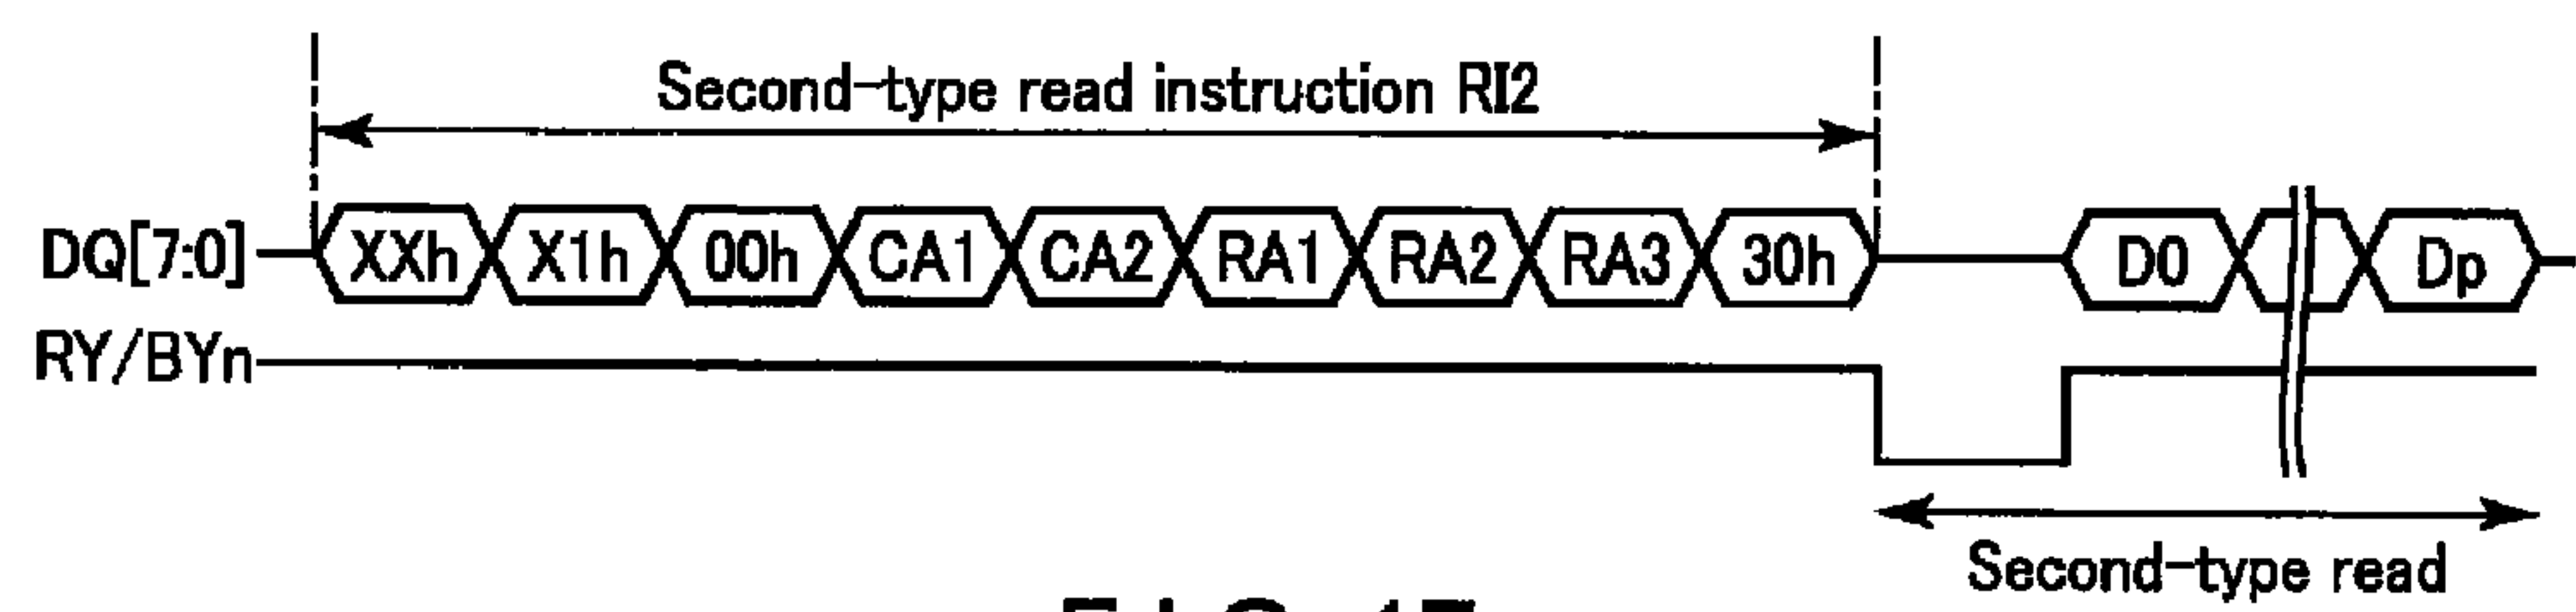 Second-type read instruction RI2
DQ[7:0] XXh X1h 00h CA1 CA2 RA1 RA2 RA3 30h D0 Dp
RY/BYn
Second-type read